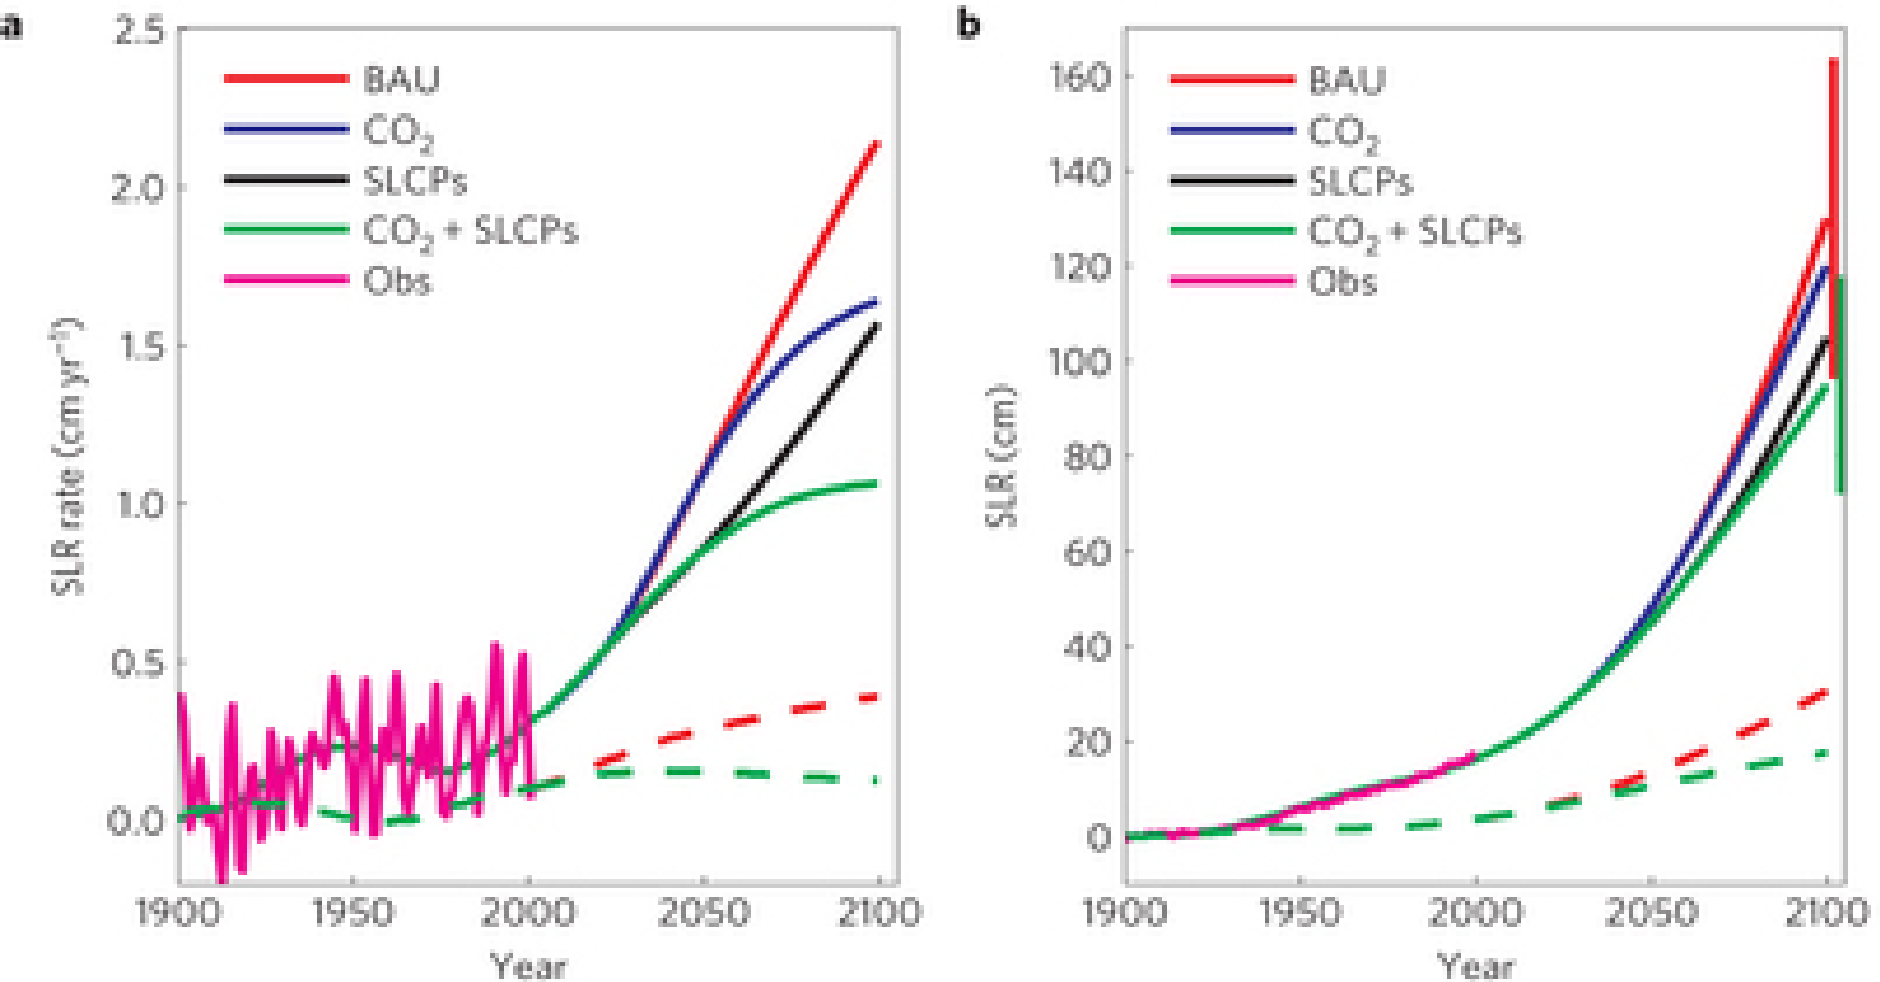 a
2.5
2.0
1.5
1.0
0.5
0.0
SLR rate (cm yr⁻¹)
BAU
CO₂
SLCPs
CO₂ + SLCPs
Obs
1900 1950 2000 2050 2100
Year
b
160
140
120
100
80
60
40
20
0
SLR (cm)
BAU
CO₂
SLCPs
CO₂ + SLCPs
Obs
1900 1950 2000 2050 2100
Year